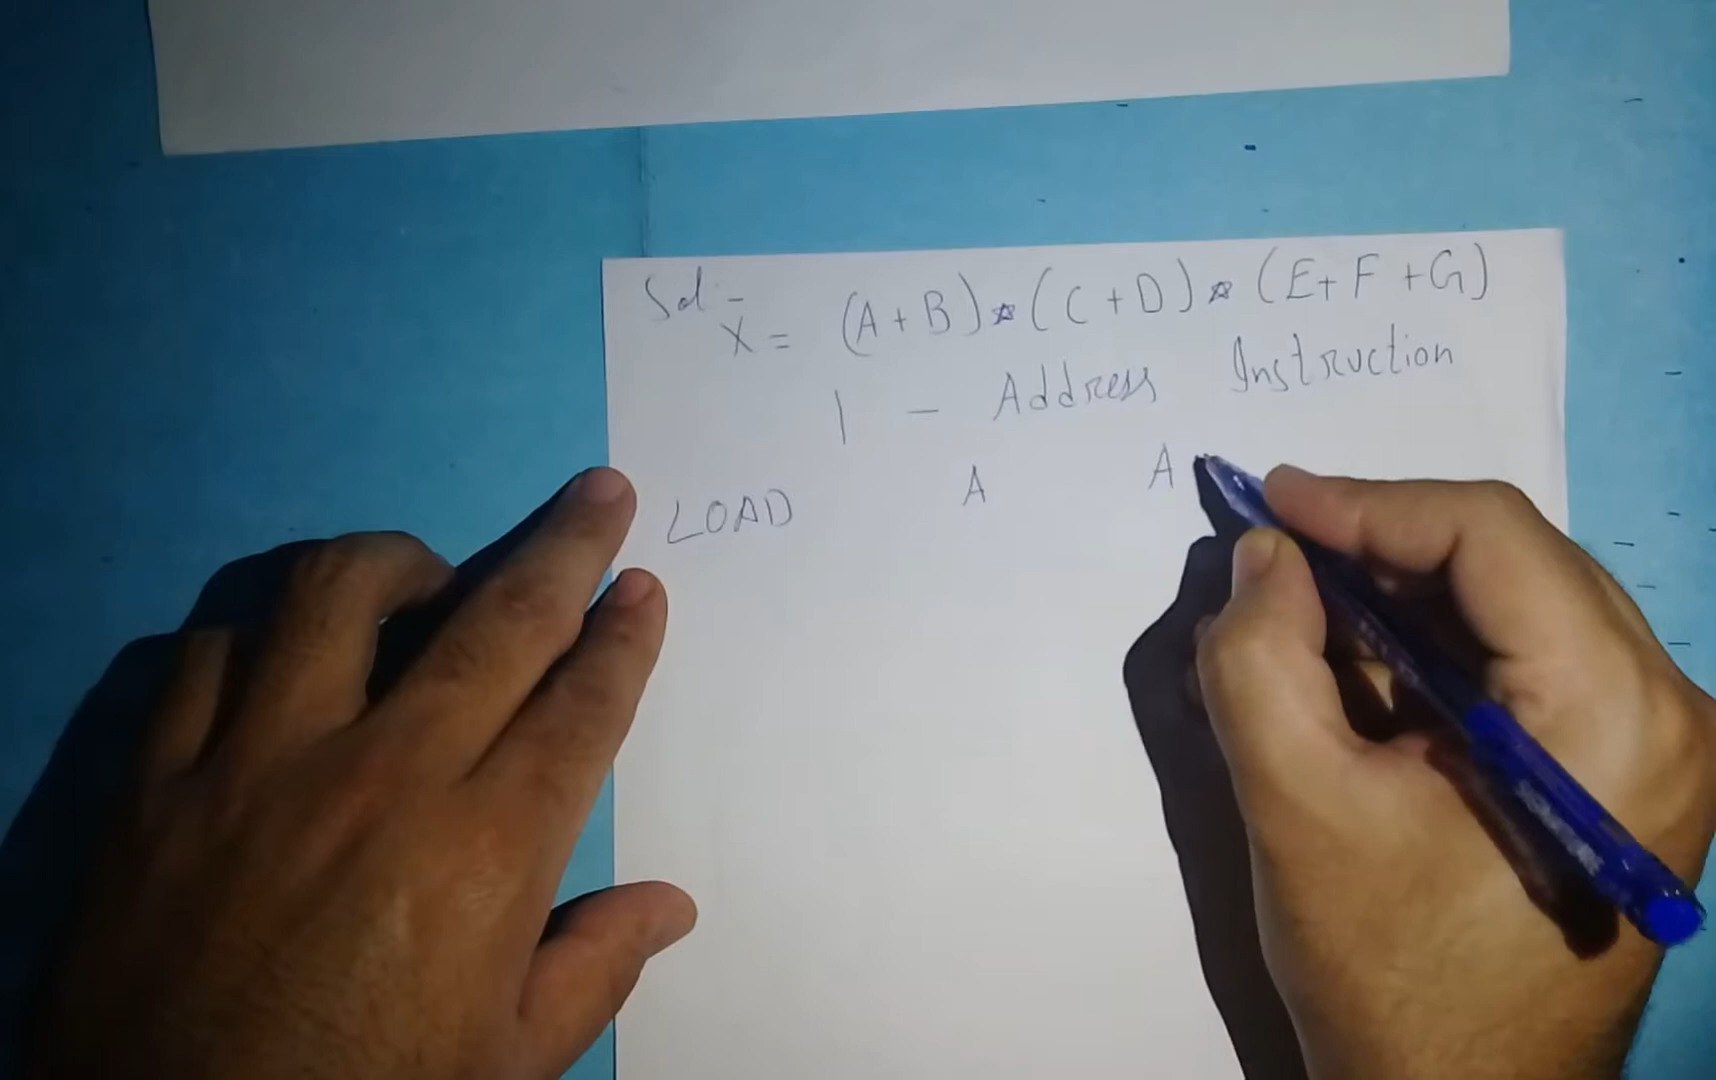 Sol:-
X = (A + B) * (C + D) * (E + F + G)
1 - Address Instruction
LOAD A A